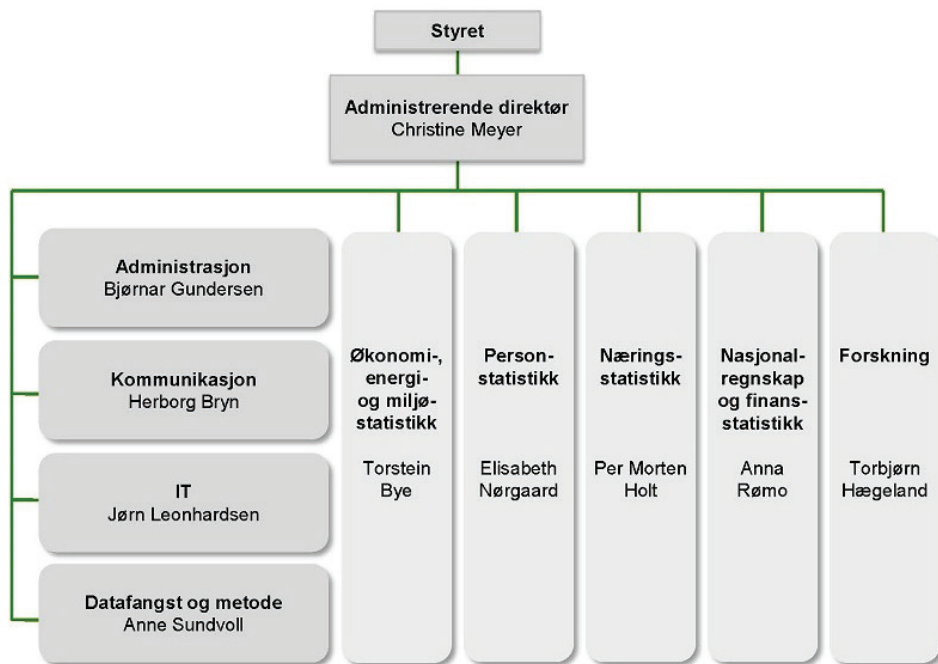 Styret
Administrerende direktør
Christine Meyer
Administrasjon
Bjørnar Gundersen
Kommunikasjon
Herborg Bryn
IT
Jørn Leonhardsen
Datafangst og metode
Anne Sundvoll
Økonomi-,
energi-
og miljø-
statistikk
Torstein
Bye
Person-
statistikk
Elisabeth
Nørgaard
Nærings-
statistikk
Per Morten
Holt
Nasjonal-
regnskap
og finans-
statistikk
Anna
Rømo
Forskning
Torbjørn
Hægeland